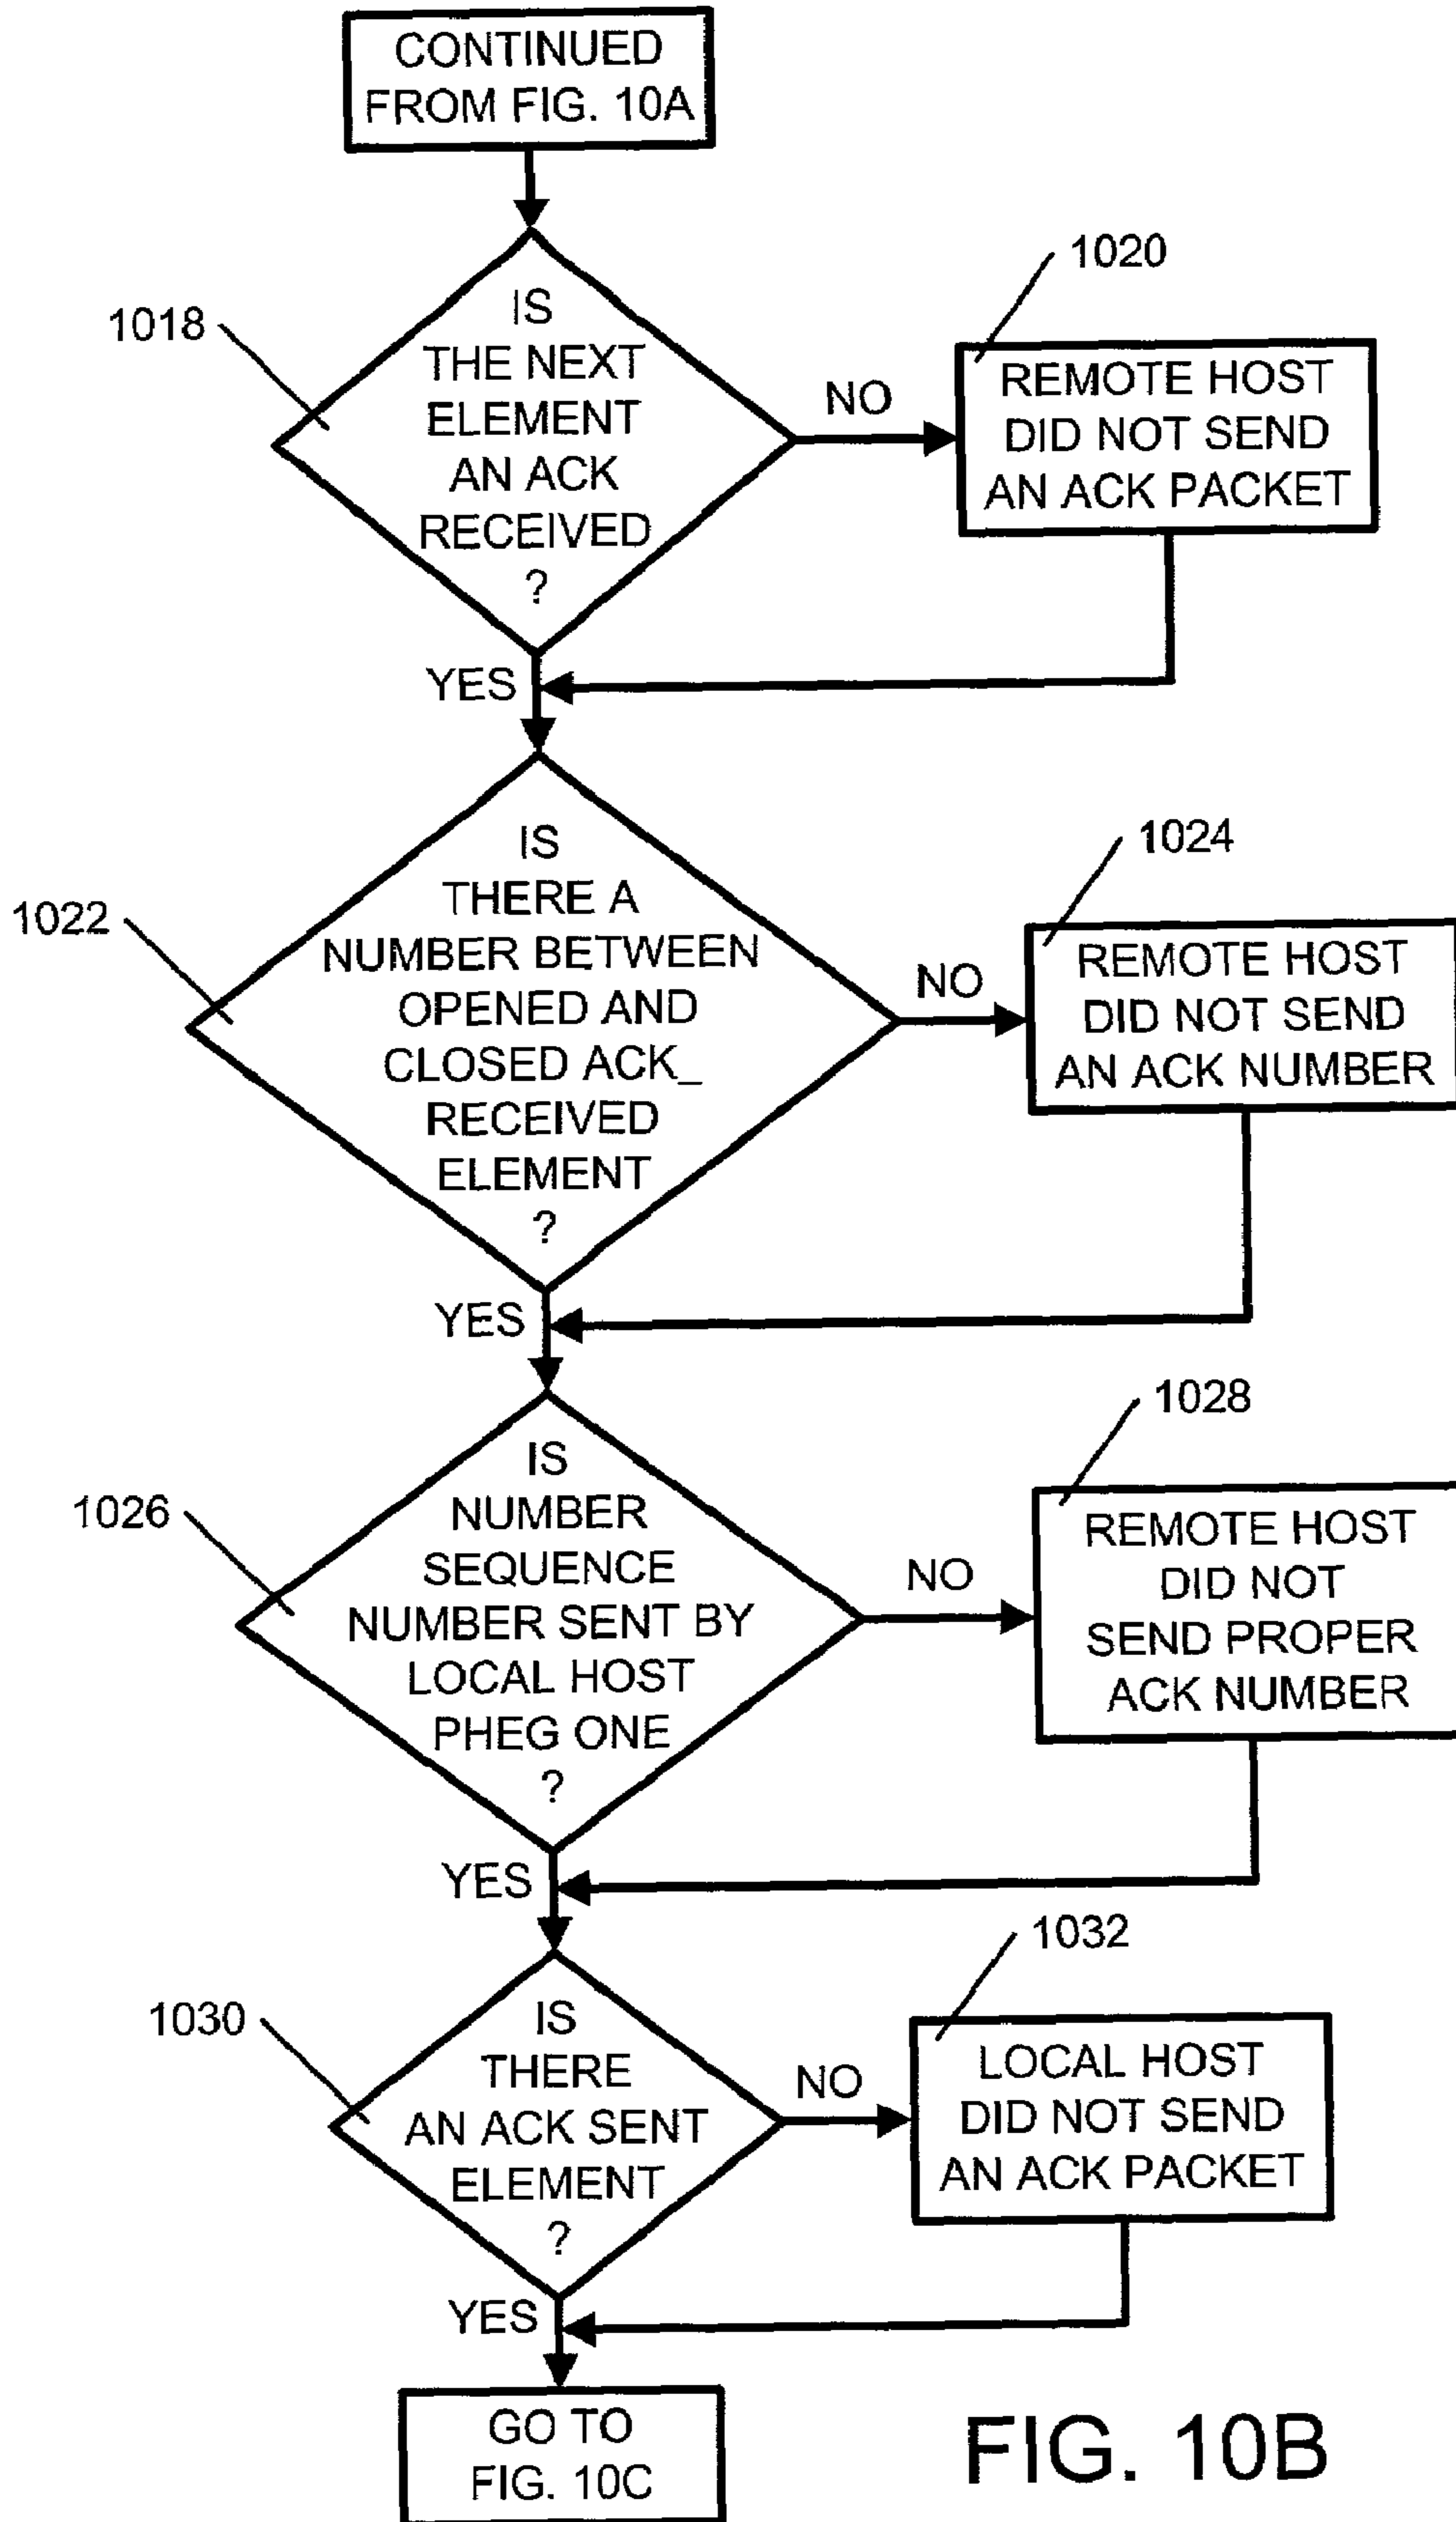 CONTINUED
FROM FIG. 10A
1018
IS
THE NEXT
ELEMENT
AN ACK
RECEIVED
?
NO
1020
REMOTE HOST
DID NOT SEND
AN ACK PACKET
YES
1022
IS
THERE A
NUMBER BETWEEN
OPENED AND
CLOSED ACK_
RECEIVED
ELEMENT
?
NO
1024
REMOTE HOST
DID NOT SEND
AN ACK NUMBER
YES
1026
IS
NUMBER
SEQUENCE
NUMBER SENT BY
LOCAL HOST
PHEG ONE
?
NO
1028
REMOTE HOST
DID NOT
SEND PROPER
ACK NUMBER
YES
1030
IS
THERE
AN ACK SENT
ELEMENT
?
NO
1032
LOCAL HOST
DID NOT SEND
AN ACK PACKET
YES
GO TO
FIG. 10C
FIG. 10B